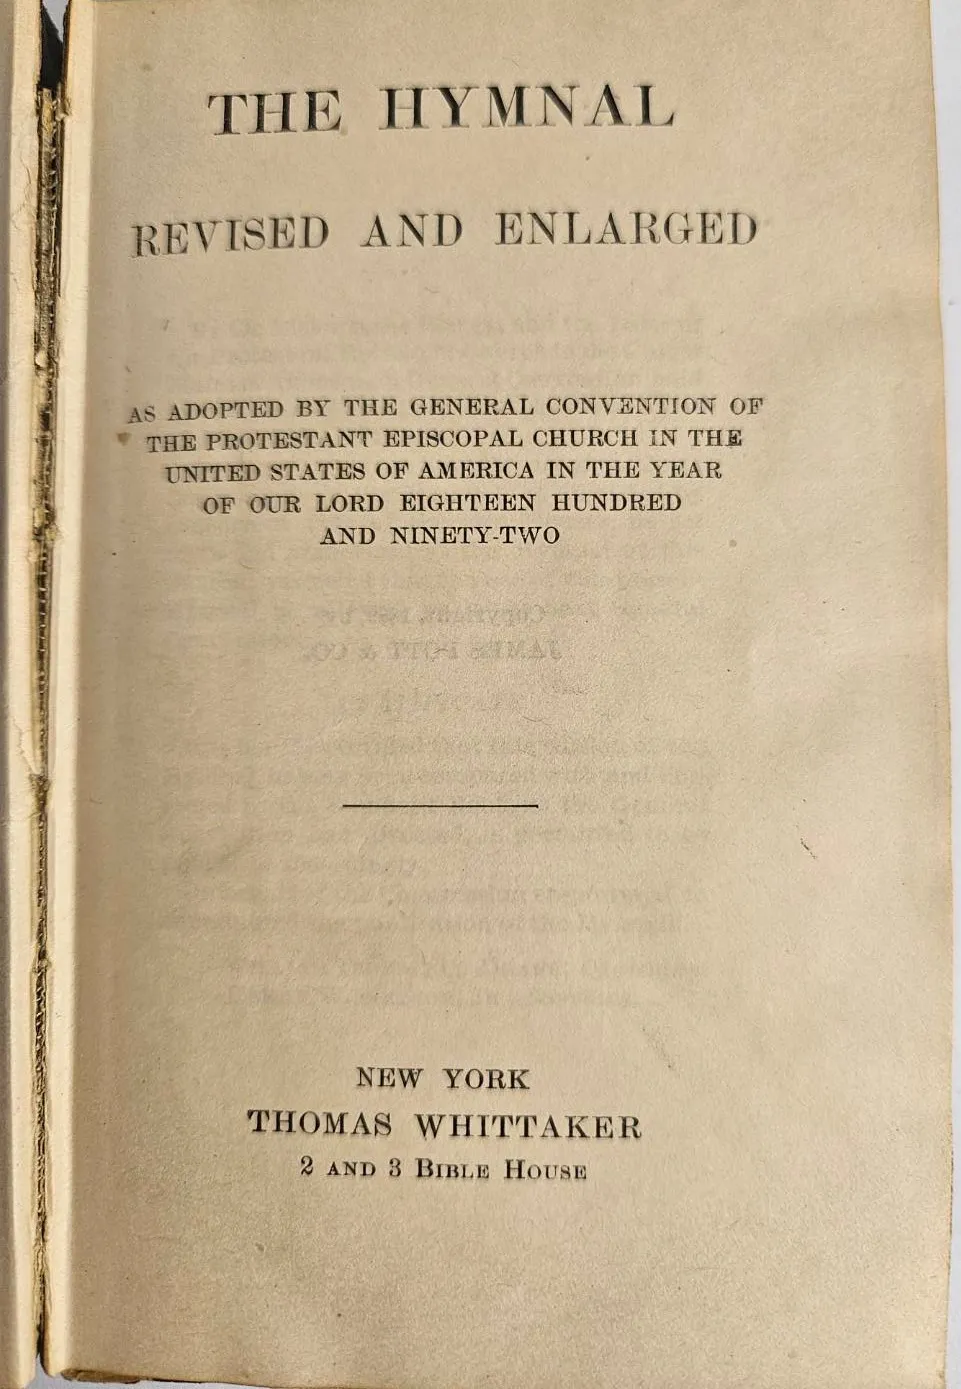 THE HYMNAL
REVISED AND ENLARGED
AS ADOPTED BY THE GENERAL CONVENTION OF
THE PROTESTANT EPISCOPAL CHURCH IN THE
UNITED STATES OF AMERICA IN THE YEAR
OF OUR LORD EIGHTEEN HUNDRED
AND NINETY-TWO
NEW YORK
THOMAS WHITTAKER
2 AND 3 BIBLE HOUSE